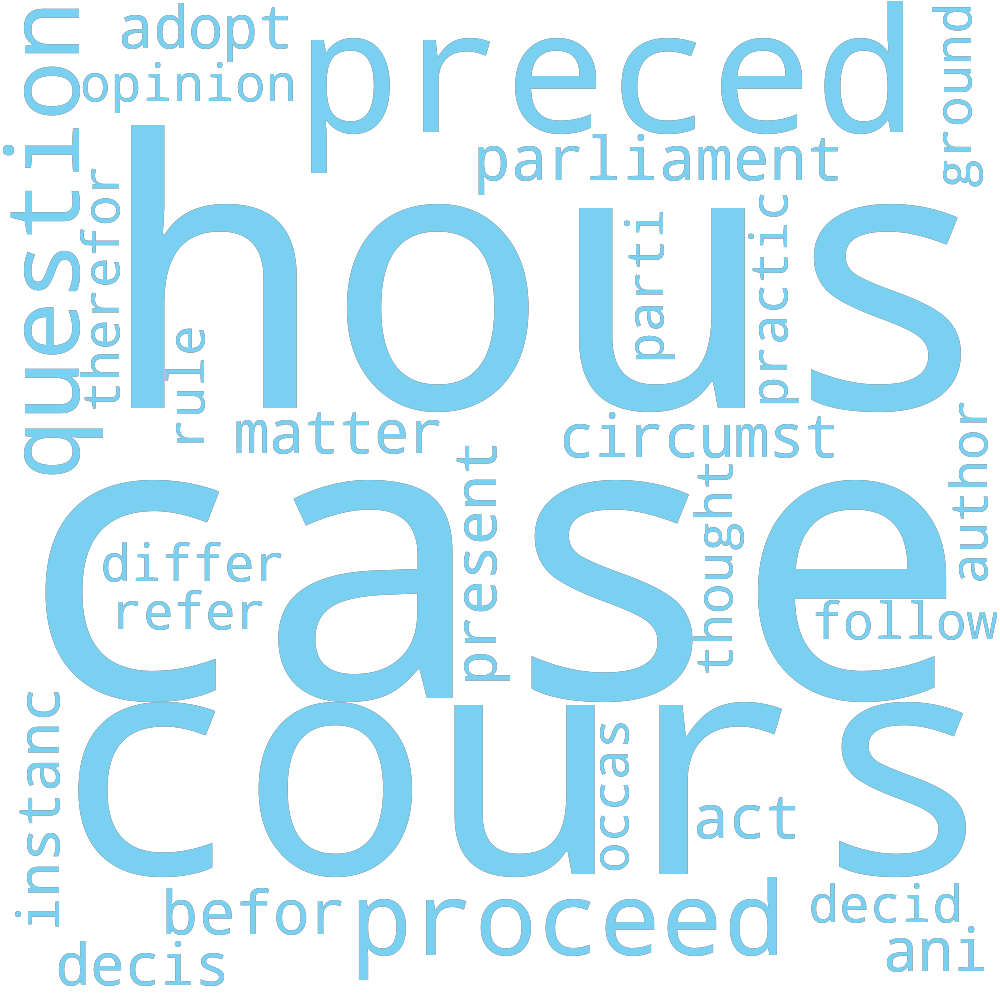 adopt
opinion
preced
ground
question
parliament
therefor
hous
parti
practic
rule
matter
circumst
author
present
thought
case
differ
refer
follow
instanc
cours
occas
act
befor
proceed
decid
decis
ani